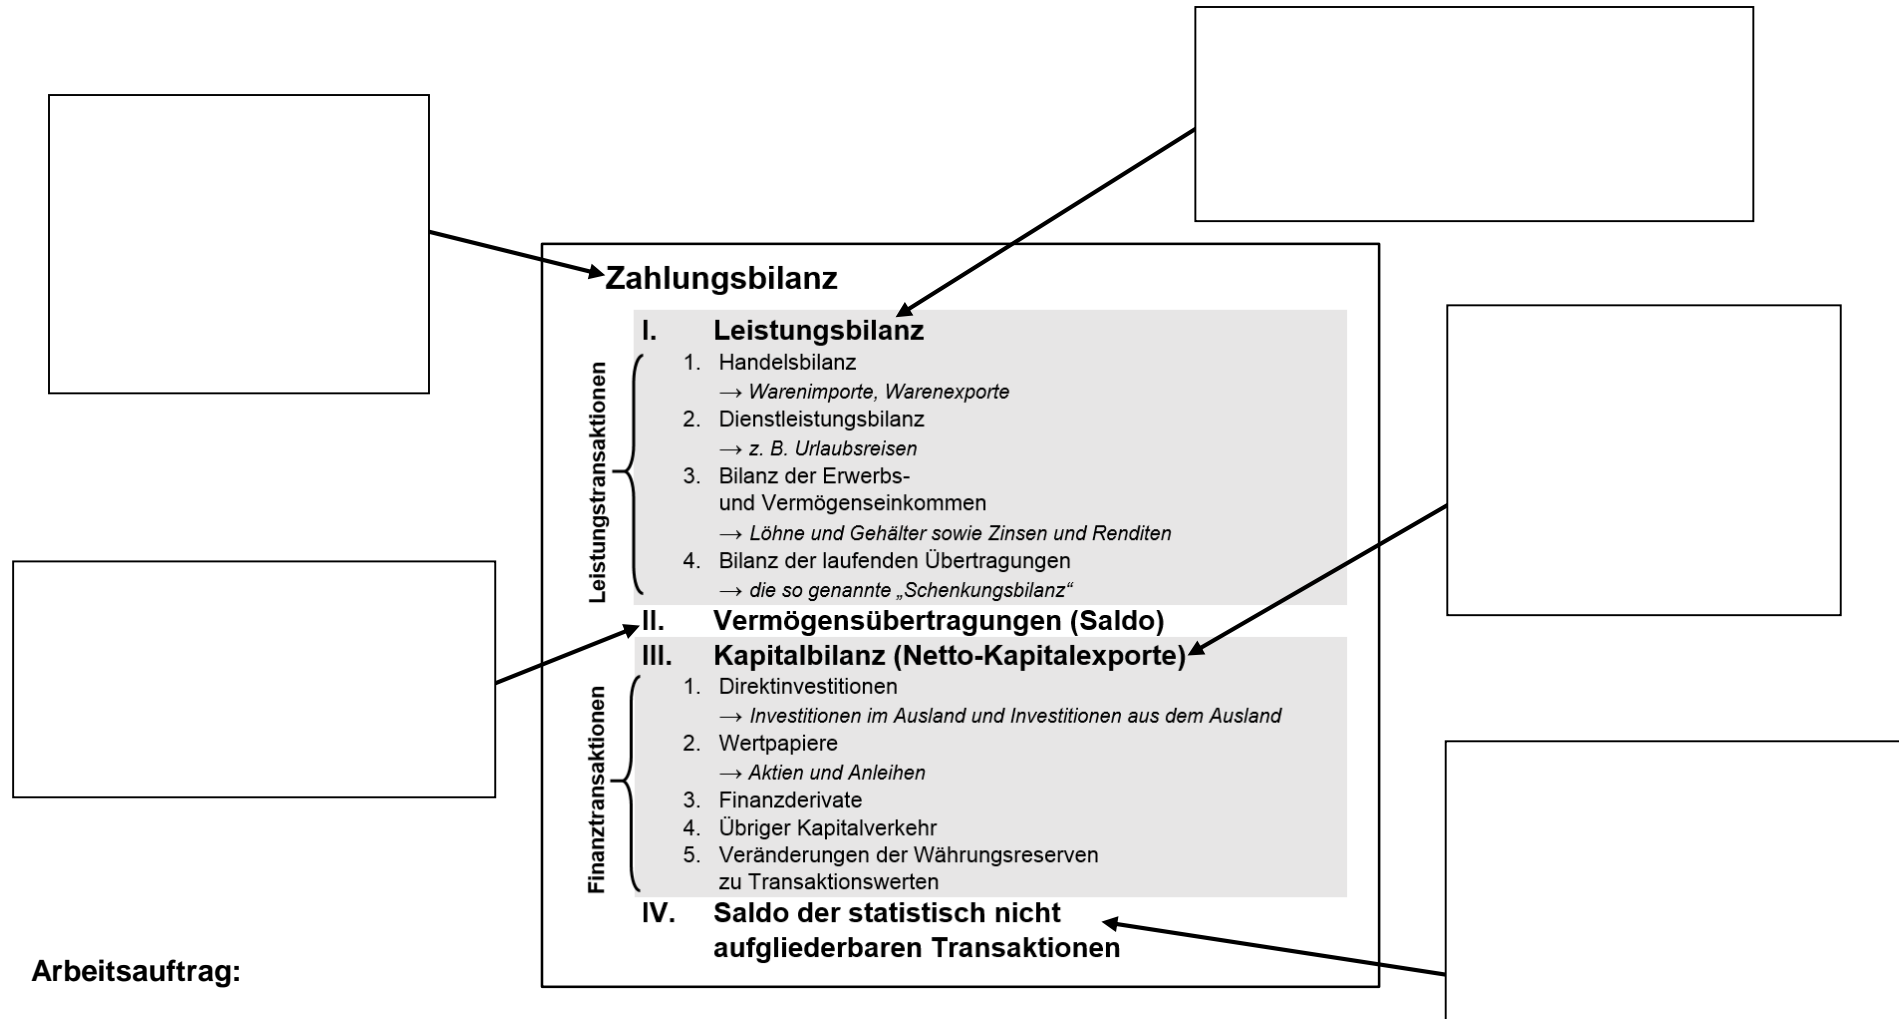 Zahlungsbilanz
I. Leistungsbilanz
Leistungstransaktionen
1. Handelsbilanz
→ Warenimporte, Warenexporte
2. Dienstleistungsbilanz
→ z. B. Urlaubsreisen
3. Bilanz der Erwerbs-
und Vermögenseinkommen
→ Löhne und Gehälter sowie Zinsen und Renditen
4. Bilanz der laufenden Übertragungen
→ die so genannte „Schenkungsbilanz“
II. Vermögensübertragungen (Saldo)
III. Kapitalbilanz (Netto-Kapitalexporte)
Finanztransaktionen
1. Direktinvestitionen
→ Investitionen im Ausland und Investitionen aus dem Ausland
2. Wertpapiere
→ Aktien und Anleihen
3. Finanzderivate
4. Übriger Kapitalverkehr
5. Veränderungen der Währungsreserven
zu Transaktionswerten
IV. Saldo der statistisch nicht
aufgliederbaren Transaktionen
Arbeitsauftrag: